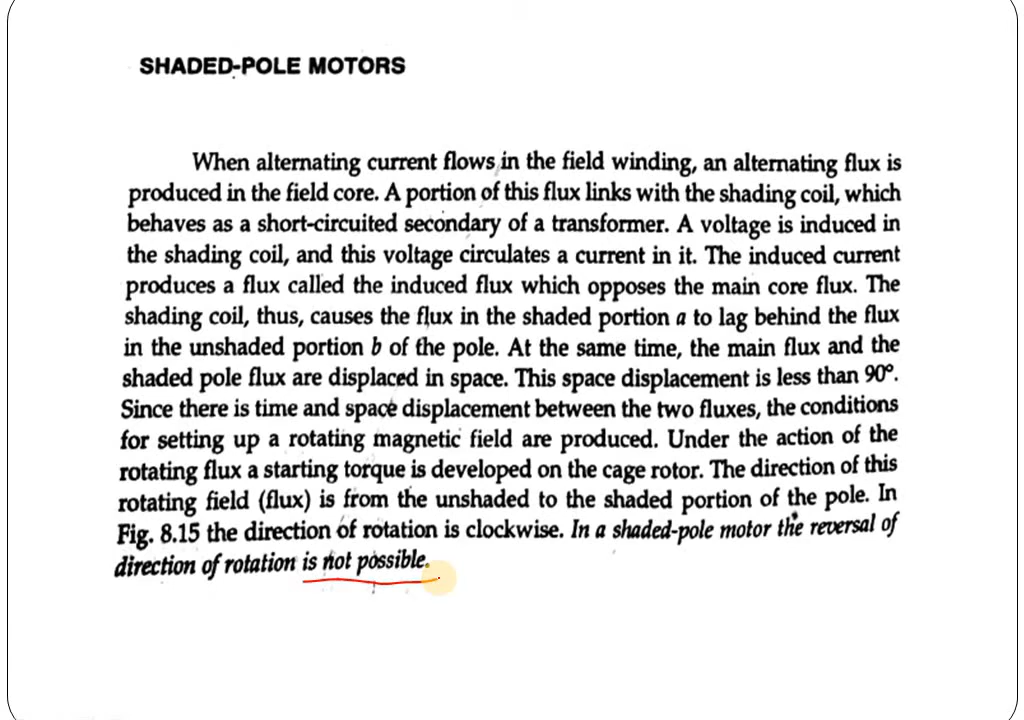 SHADED-POLE MOTORS
When alternating current flows in the field winding, an alternating flux is
produced in the field core. A portion of this flux links with the shading coil, which
behaves as a short-circuited secondary of a transformer. A voltage is induced in
the shading coil, and this voltage circulates a current in it. The induced current
produces a flux called the induced flux which opposes the main core flux. The
shading coil, thus, causes the flux in the shaded portion a to lag behind the flux
in the unshaded portion b of the pole. At the same time, the main flux and the
shaded pole flux are displaced in space. This space displacement is less than 90°.
Since there is time and space displacement between the two fluxes, the conditions
for setting up a rotating magnetic field are produced. Under the action of the
rotating flux a starting torque is developed on the cage rotor. The direction of this
rotating field (flux) is from the unshaded to the shaded portion of the pole. In
Fig. 8.15 the direction of rotation is clockwise. In a shaded-pole motor the reversal of
direction of rotation is not possible.